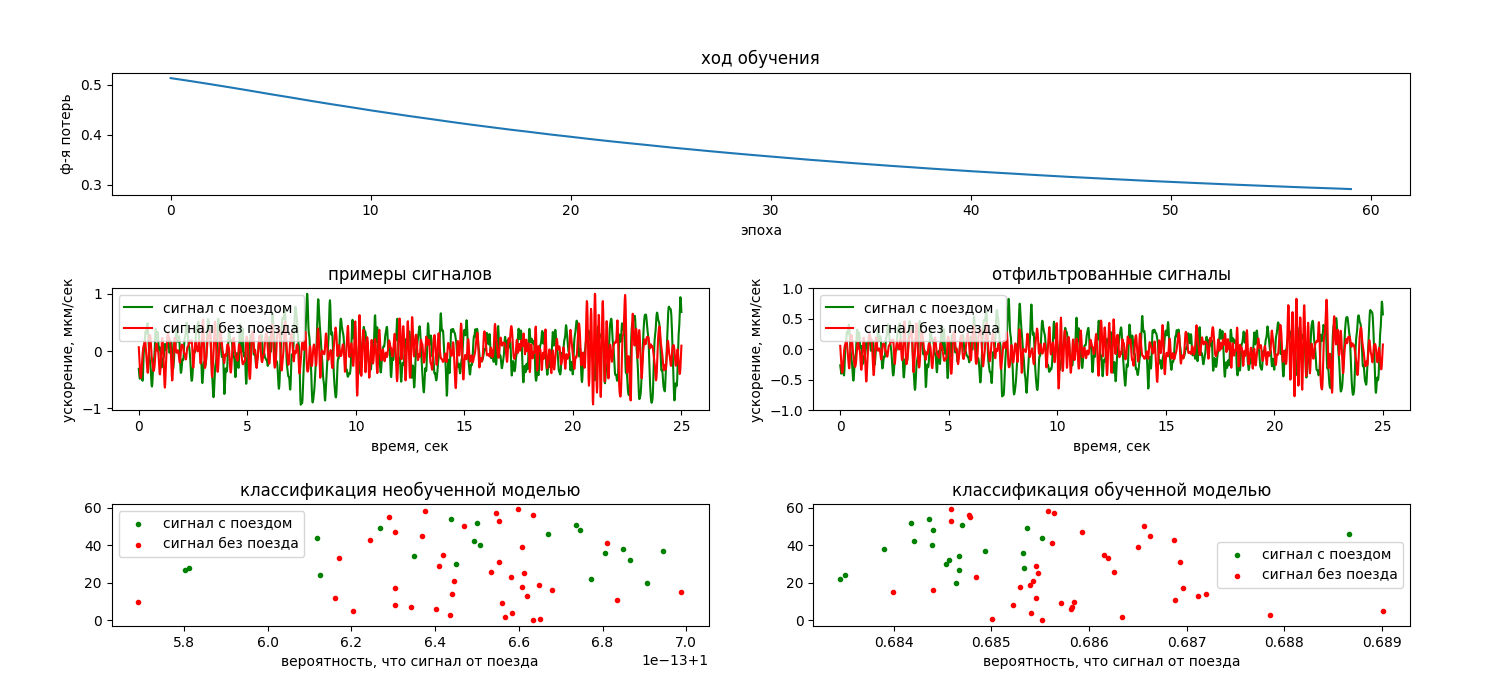 ход обучения
ф-я потерь
0.5
0.4
0.3
0 10 20 30 40 50 60
эпоха
примеры сигналов
ускорение, мкм/сек
1
0
−1
сигнал с поездом
сигнал без поезда
0 5 10 15 20 25
время, сек
отфильтрованные сигналы
ускорение, мкм/сек
1.0
0.5
0.0
−0.5
−1.0
сигнал с поездом
сигнал без поезда
0 5 10 15 20 25
время, сек
классификация необученной моделью
60
40
20
0
сигнал с поездом
сигнал без поезда
5.8 6.0 6.2 6.4 6.6 6.8 7.0
вероятность, что сигнал от поезда
1e−13+1
классификация обученной моделью
60
40
20
0
сигнал с поездом
сигнал без поезда
0.684 0.685 0.686 0.687 0.688 0.689
вероятность, что сигнал от поезда